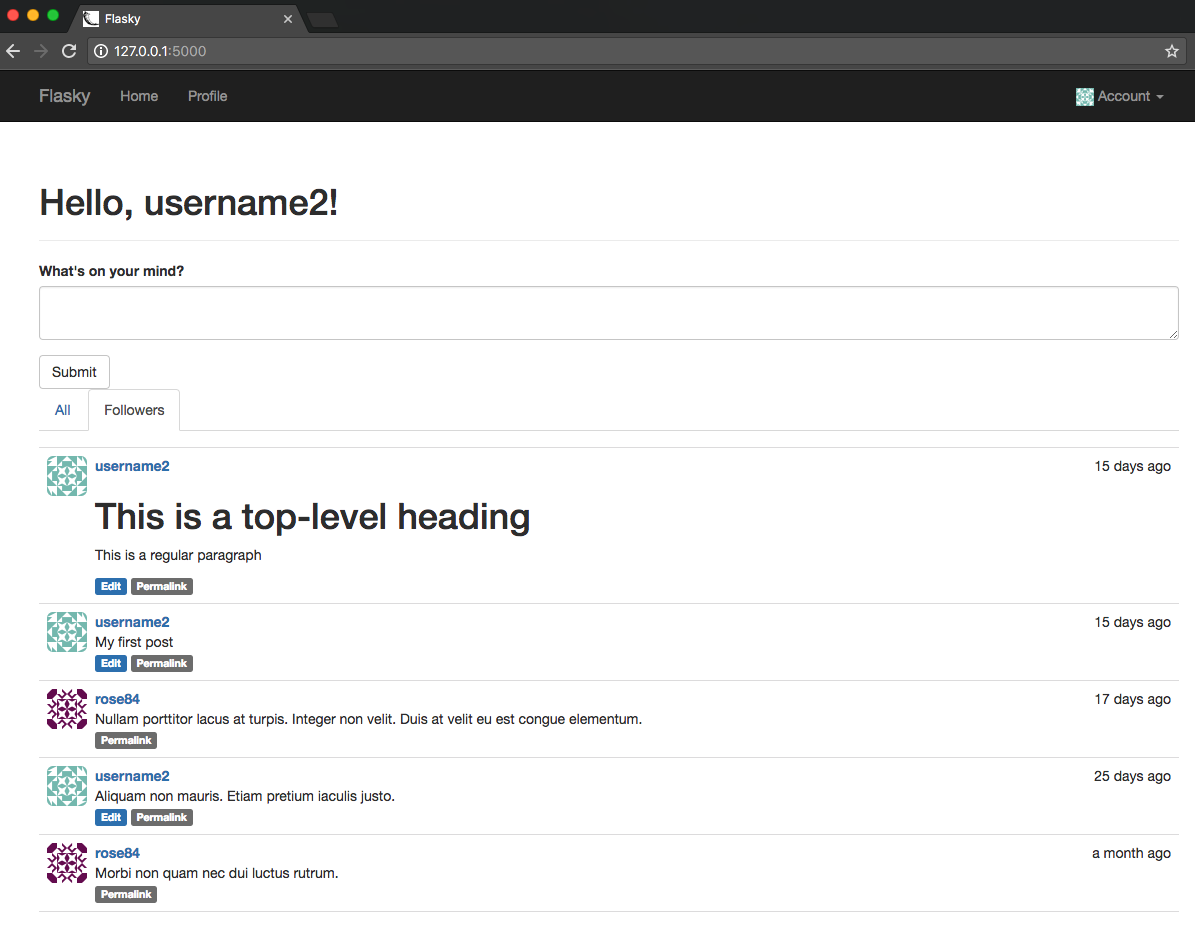 Flasky
127.0.0.1:5000
Flasky Home Profile Account
Hello, username2!
What's on your mind?
Submit
All Followers
username2 15 days ago
This is a top-level heading
This is a regular paragraph
Edit Permalink
username2 15 days ago
My first post
Edit Permalink
rose84 17 days ago
Nullam porttitor lacus at turpis. Integer non velit. Duis at velit eu est congue elementum.
Permalink
username2 25 days ago
Aliquam non mauris. Etiam pretium iaculis justo.
Edit Permalink
rose84 a month ago
Morbi non quam nec dui luctus rutrum.
Permalink